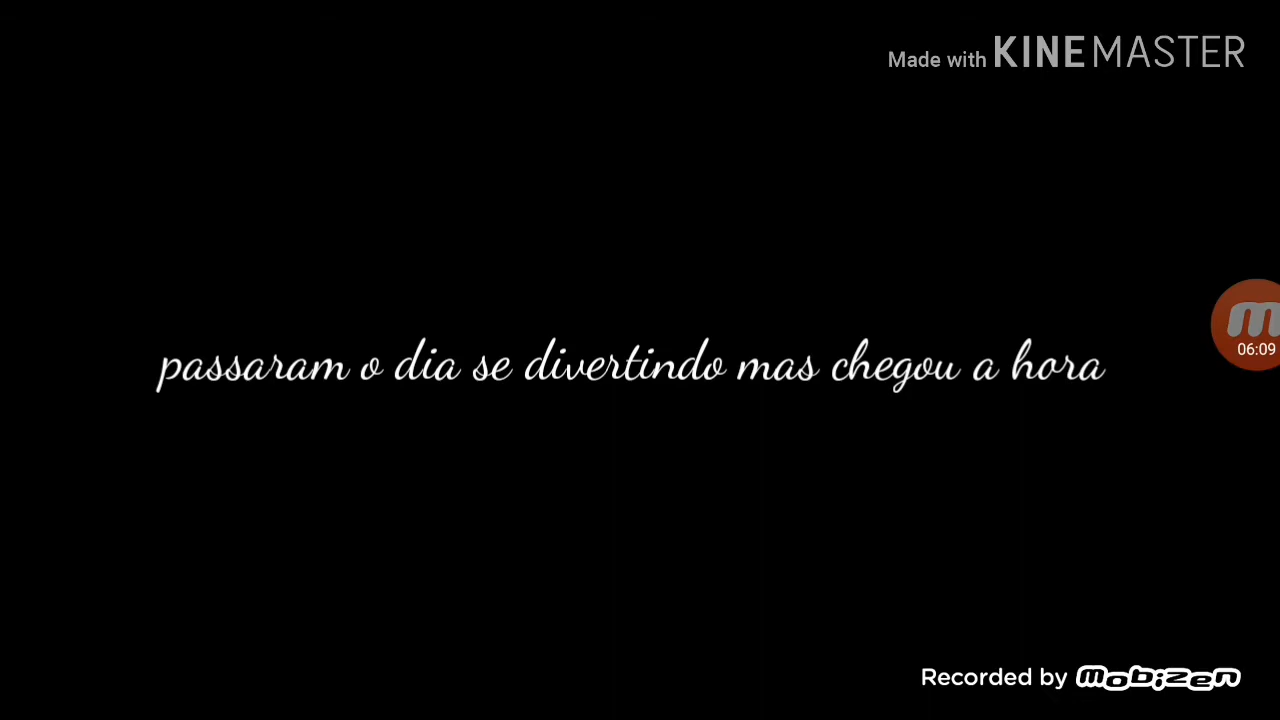 Made with KINEMASTER
06:09
passaram o dia se divertindo mas chegou a hora
Recorded by mobizen